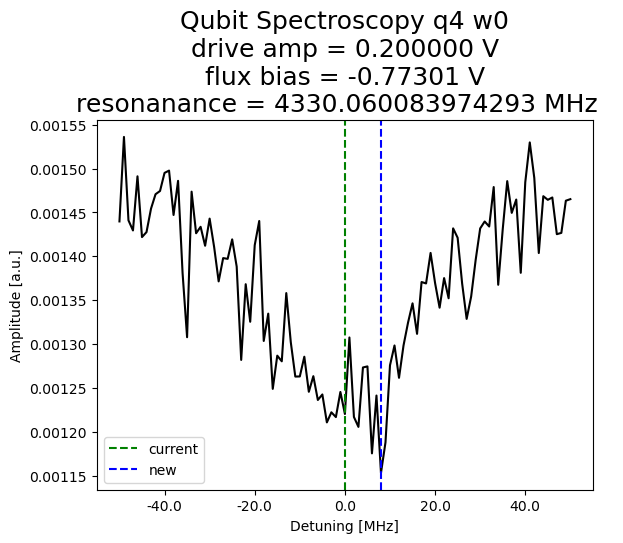 Qubit Spectroscopy q4 w0
drive amp = 0.200000 V
flux bias = -0.77301 V
resonanance = 4330.060083974293 MHz
0.00155
0.00150
0.00145
0.00140
0.00135
0.00130
0.00125
0.00120
0.00115
Amplitude [a.u.]
current
new
-40.0 -20.0 0.0 20.0 40.0
Detuning [MHz]